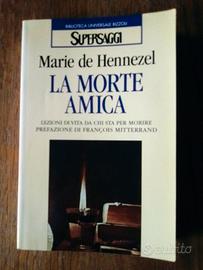 BIBLIOTECA UNIVERSALE RIZZOLI
SUPERSAGGI
Marie de Hennezel
LA MORTE
AMICA
LEZIONI DI VITA DA CHI STA PER MORIRE
PREFAZIONE DI FRANÇOIS MITTERRAND
subito